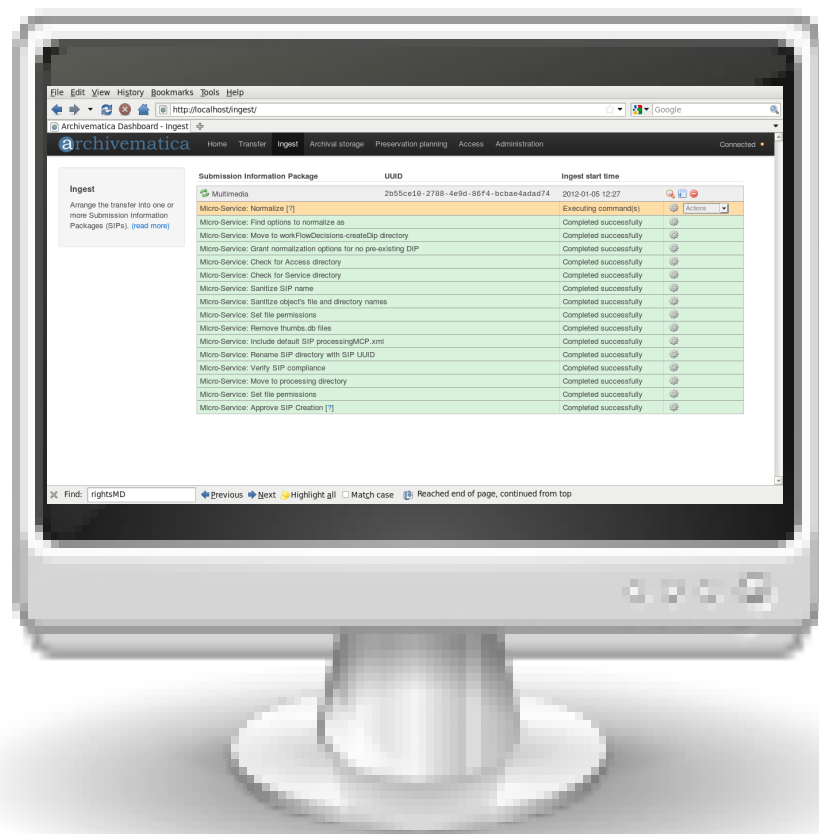 File Edit View History Bookmarks Tools Help
http://localhost/ingest/ Google
Archivematica Dashboard - Ingest
archivematica Home Transfer Ingest Archival storage Preservation planning Access Administration Connected
Ingest
Arrange the transfer into one or
more Submission Information
Packages (SIPs). (read more)
Submission Information Package UUID Ingest start time
Multimedia 2b55ce10-2788-4e9d-86f4-bcbae4adad74 2012-01-05 12:27
Micro-Service: Normalize [?] Executing command(s) Actions
Micro-Service: Find options to normalize as Completed successfully
Micro-Service: Move to workFlowDecisions-createDip directory Completed successfully
Micro-Service: Grant normalization options for no pre-existing DIP Completed successfully
Micro-Service: Check for Access directory Completed successfully
Micro-Service: Check for Service directory Completed successfully
Micro-Service: Sanitize SIP name Completed successfully
Micro-Service: Sanitize object's file and directory names Completed successfully
Micro-Service: Set file permissions Completed successfully
Micro-Service: Remove thumbs.db files Completed successfully
Micro-Service: Include default SIP processingMCP.xml Completed successfully
Micro-Service: Rename SIP directory with SIP UUID Completed successfully
Micro-Service: Verify SIP compliance Completed successfully
Micro-Service: Move to processing directory Completed successfully
Micro-Service: Set file permissions Completed successfully
Micro-Service: Approve SIP Creation [?] Completed successfully
Find: rightsMD Previous Next Highlight all Match case Reached end of page, continued from top